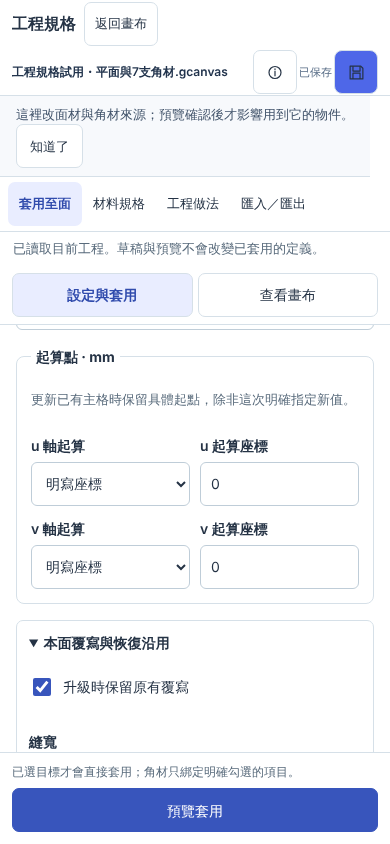 工程規格
返回畫布
工程規格試用・平面與7支角材.gcanvas
已保存
這裡改面材與角材來源；預覽確認後才影響用到它的物件。
知道了
套用至面
材料規格
工程做法
匯入／匯出
已讀取目前工程。草稿與預覽不會改變已套用的定義。
設定與套用
查看畫布
起算點 · mm
更新已有主格時保留具體起點，除非這次明確指定新值。
u 軸起算
u 起算座標
明寫座標
0
v 軸起算
v 起算座標
明寫座標
0
▼ 本面覆寫與恢復沿用
升級時保留原有覆寫
縫寬
已選目標才會直接套用；角材只綁定明確勾選的項目。
預覽套用